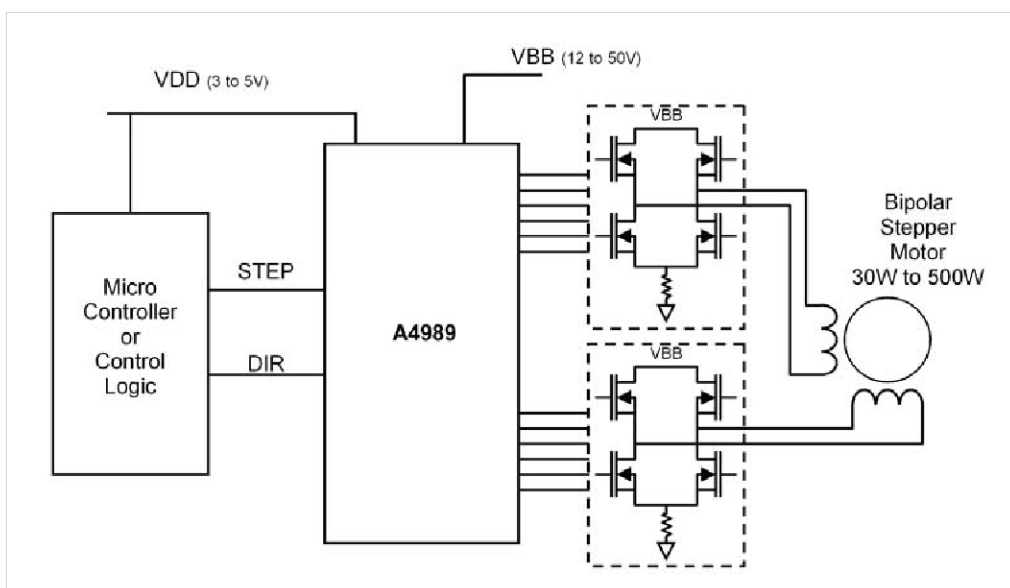 VDD (3 to 5V)
VBB (12 to 50V)
VBB
Micro
Controller
or
Control
Logic
STEP
DIR
A4989
VBB
Bipolar
Stepper
Motor
30W to 500W